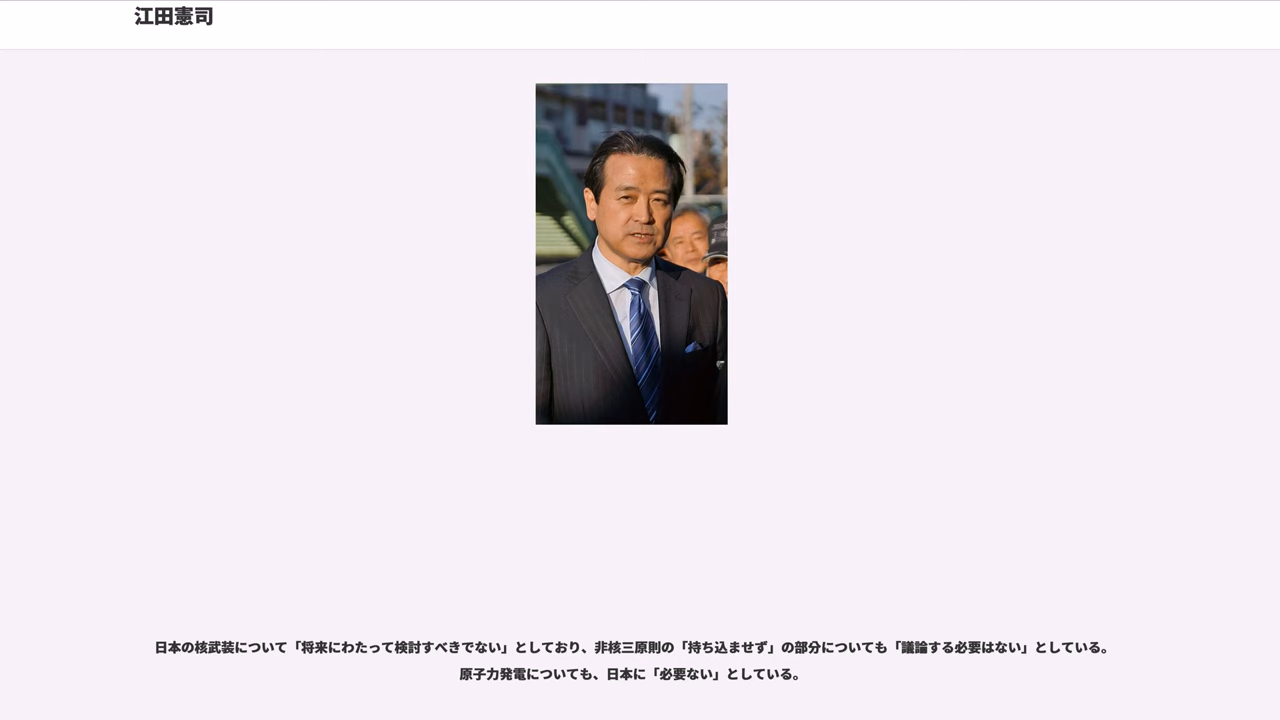 江田憲司
日本の核武装について「将来にわたって検討すべきでない」としており、非核三原則の「持ち込ませず」の部分についても「議論する必要はない」としている。
原子力発電についても、日本に「必要ない」としている。